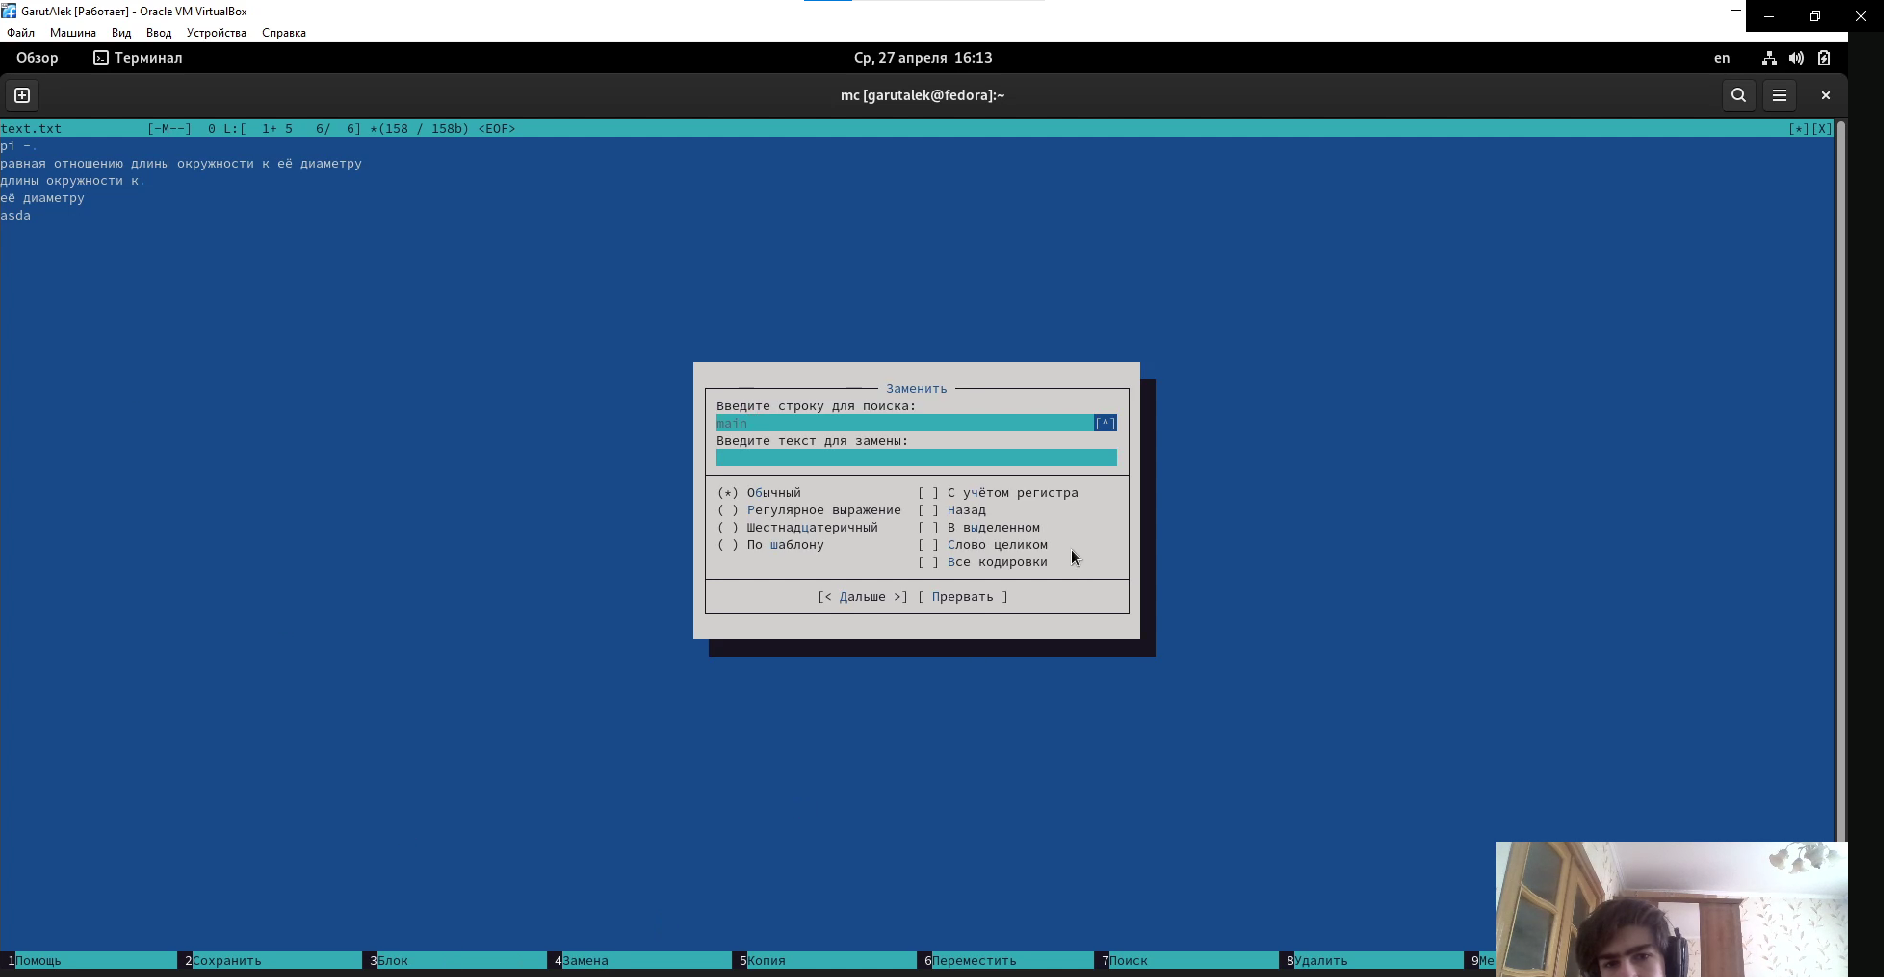 GarutAlek [Работает] - Oracle VM VirtualBox
Файл Машина Вид Ввод Устройства Справка
Обзор Терминал Ср, 27 апреля 16:13 en
mc [garutalek@fedora]:~
text.txt [-M--] 0 L:[ 1+ 5 6/ 6] *(158 / 158b) <EOF> [*][X]
pi –.
равная отношению длины окружности к её диаметру
длины окружности к.
её диаметру
asda
Заменить
Введите строку для поиска:
main [^]
Введите текст для замены:
(*) Обычный [ ] С учётом регистра
( ) Регулярное выражение [ ] Назад
( ) Шестнадцатеричный [ ] В выделенном
( ) По шаблону [ ] Слово целиком
[ ] Все кодировки
[< Дальше >] [ Прервать ]
1Помощь 2Сохранить 3Блок 4Замена 5Копия 6Переместить 7Поиск 8Удалить 9Ме